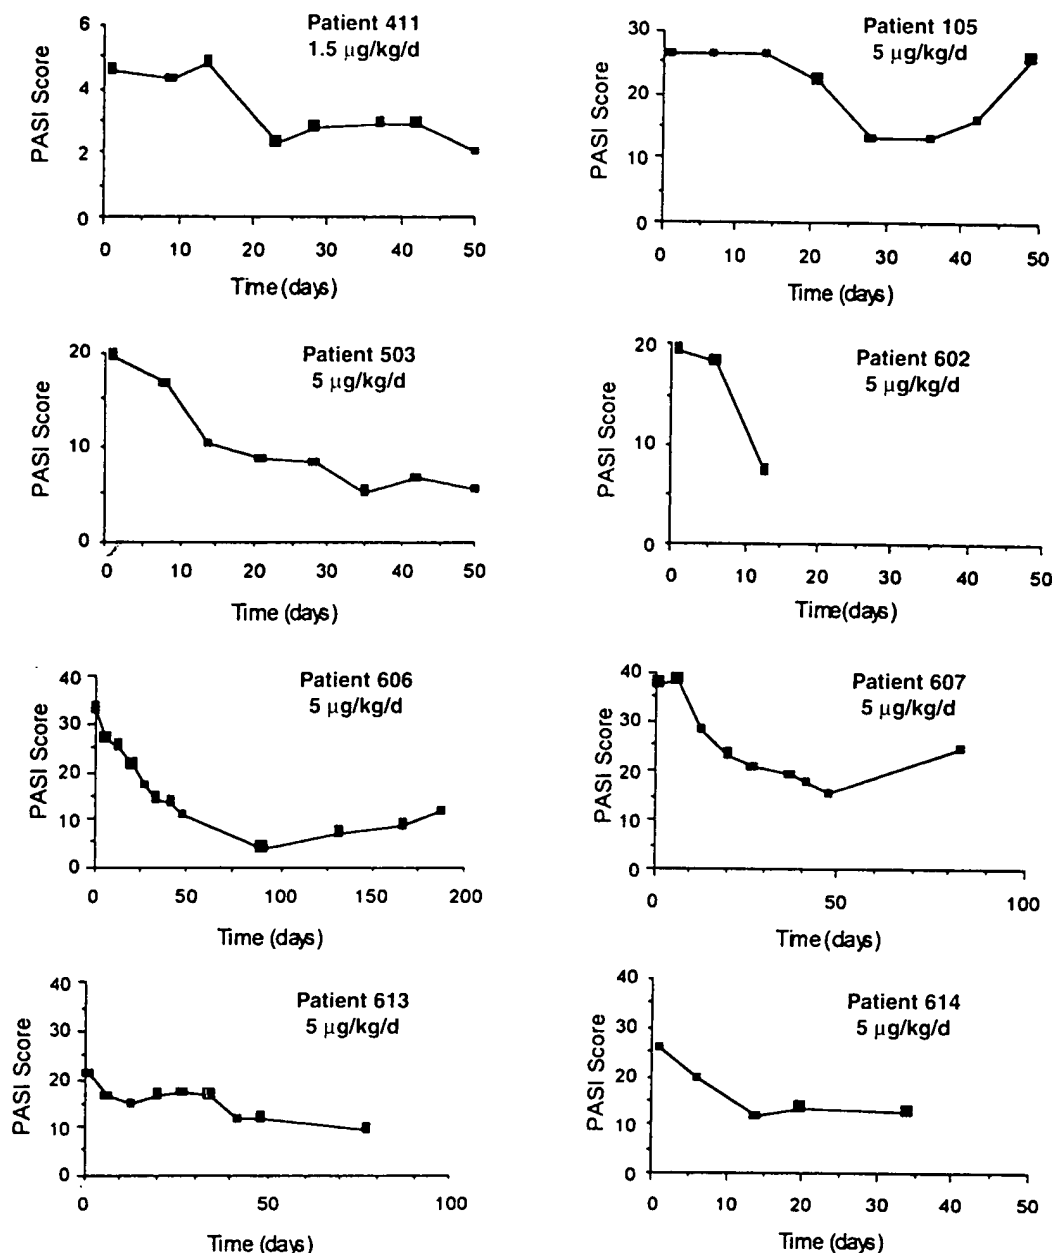 Patient 411
1.5 µg/kg/d
PASI Score
6
4
2
0
0 10 20 30 40 50
Time (days)
Patient 105
5 µg/kg/d
PASI Score
30
20
10
0
0 10 20 30 40 50
Time (days)
Patient 503
5 µg/kg/d
PASI Score
20
10
0
0 10 20 30 40 50
Time (days)
Patient 602
5 µg/kg/d
PASI Score
20
10
0
0 10 20 30 40 50
Time(days)
Patient 606
5 µg/kg/d
PASI Score
40
30
20
10
0
0 50 100 150 200
Time (days)
Patient 607
5 µg/kg/d
PASI Score
40
30
20
10
0
0 50 100
Time (days)
Patient 613
5 µg/kg/d
PASI Score
40
30
20
10
0
0 50 100
Time (days)
Patient 614
5 µg/kg/d
PASI Score
40
30
20
10
0
0 10 20 30 40 50
Time (days)